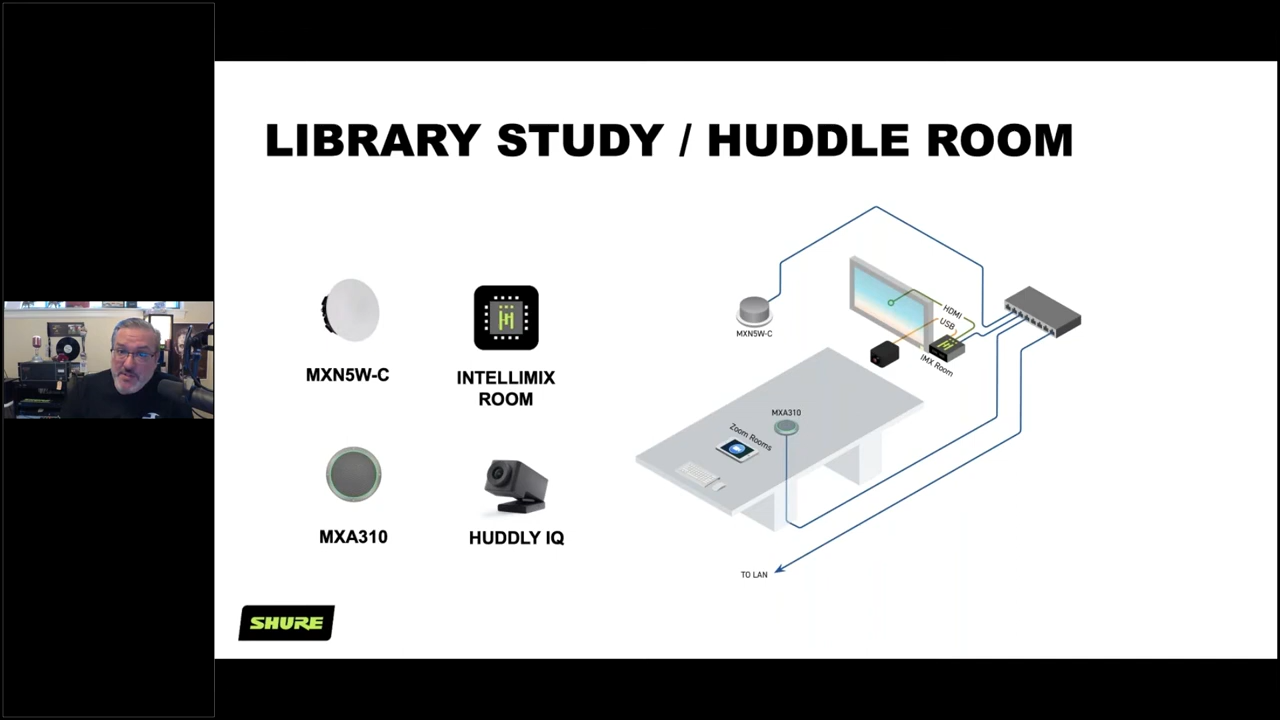 LIBRARY STUDY / HUDDLE ROOM
MXN5W-C
INTELLIMIX
ROOM
MXA310
HUDDLY IQ
MXN5W-C
HDMI
USB
IMX Room
MXA310
Zoom Rooms
TO LAN
SHURE